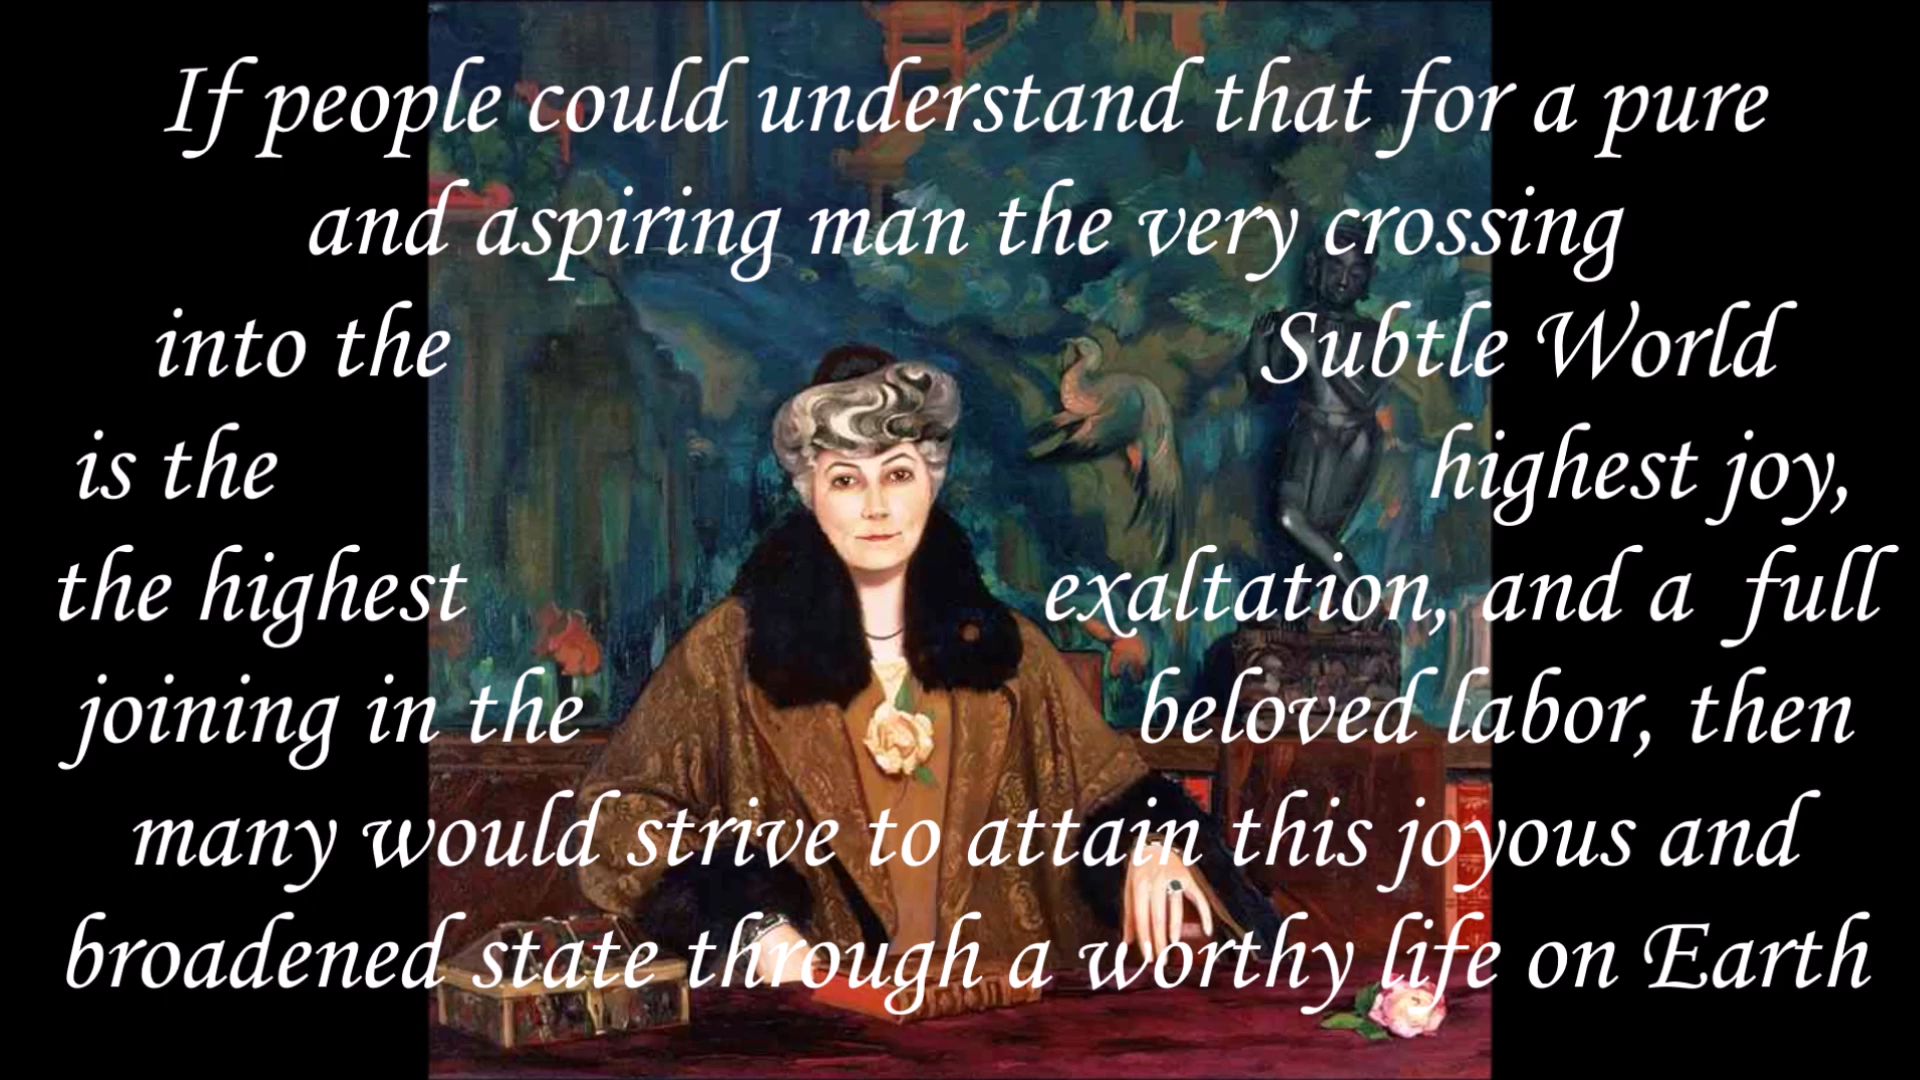 If people could understand that for a pure
and aspiring man the very crossing
into the Subtle World
is the highest joy,
the highest exaltation, and a full
joining in the beloved labor, then
many would strive to attain this joyous and
broadened state through a worthy life on Earth